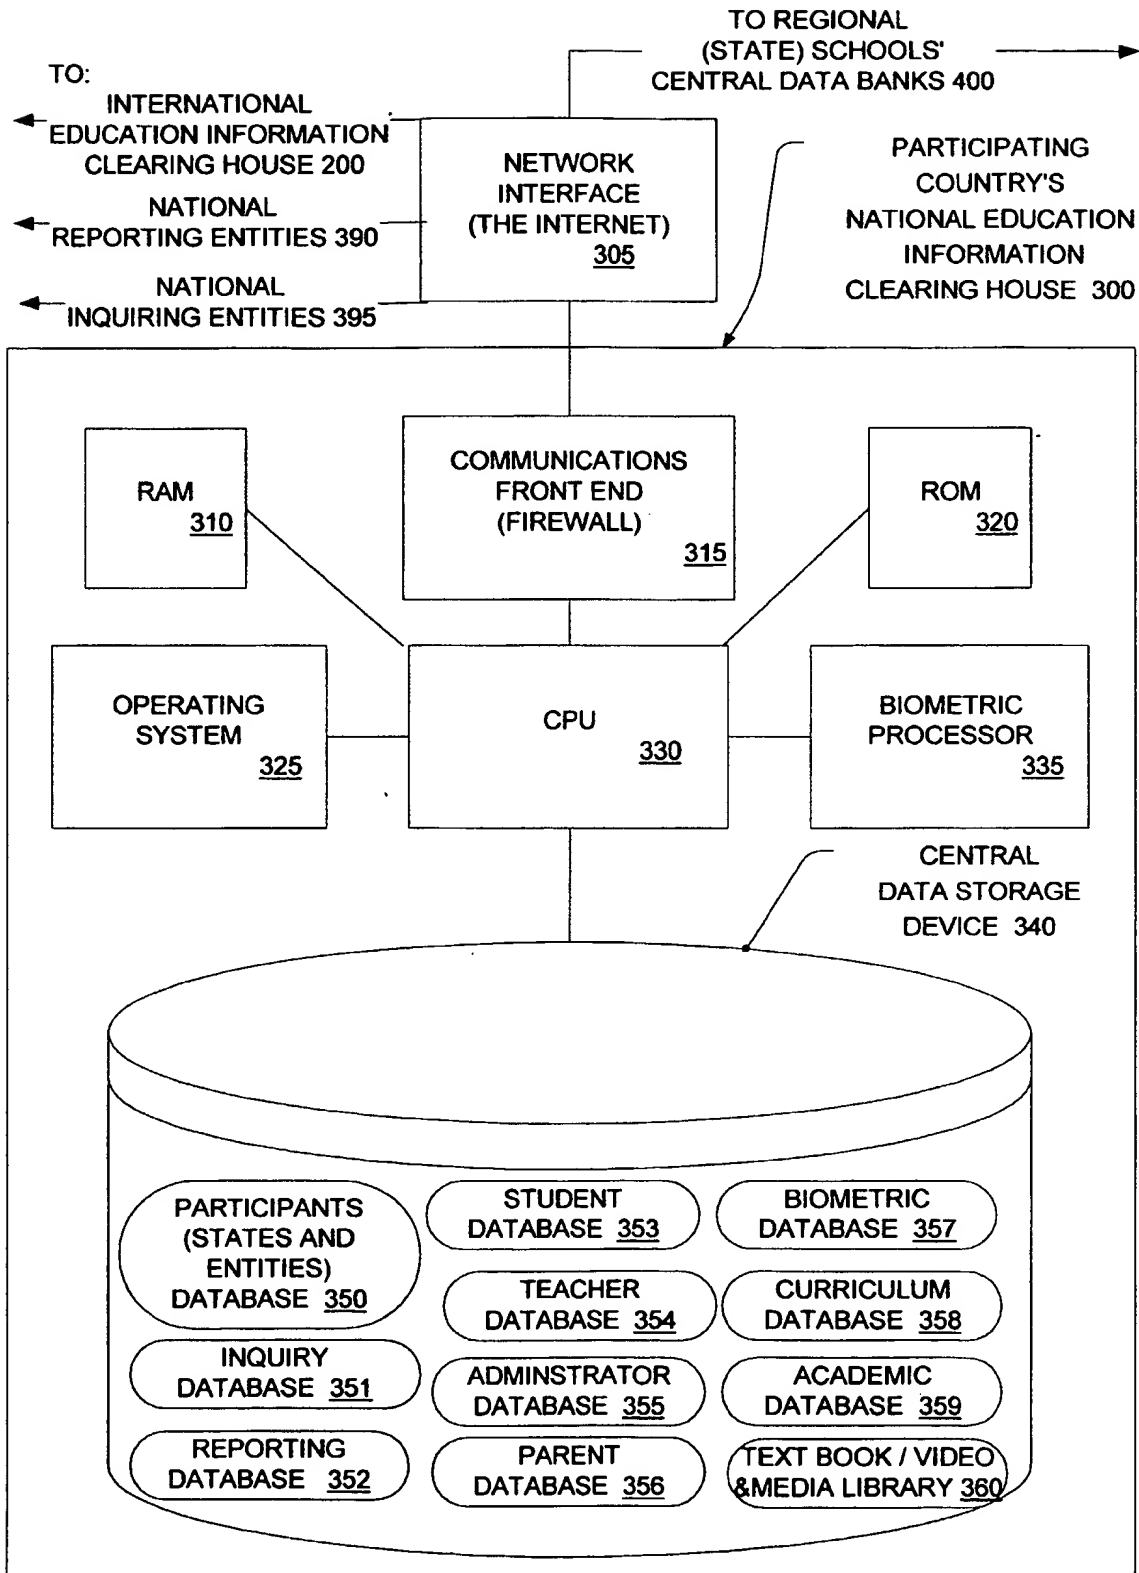 TO REGIONAL
(STATE) SCHOOLS'
CENTRAL DATA BANKS 400
TO:
INTERNATIONAL
EDUCATION INFORMATION
CLEARING HOUSE 200
NATIONAL
REPORTING ENTITIES 390
NATIONAL
INQUIRING ENTITIES 395
NETWORK
INTERFACE
(THE INTERNET)
305
PARTICIPATING
COUNTRY'S
NATIONAL EDUCATION
INFORMATION
CLEARING HOUSE 300
RAM
310
COMMUNICATIONS
FRONT END
(FIREWALL)
315
ROM
320
OPERATING
SYSTEM
325
CPU
330
BIOMETRIC
PROCESSOR
335
CENTRAL
DATA STORAGE
DEVICE 340
PARTICIPANTS
(STATES AND
ENTITIES)
DATABASE 350
INQUIRY
DATABASE 351
REPORTING
DATABASE 352
STUDENT
DATABASE 353
TEACHER
DATABASE 354
ADMINSTRATOR
DATABASE 355
PARENT
DATABASE 356
BIOMETRIC
DATABASE 357
CURRICULUM
DATABASE 358
ACADEMIC
DATABASE 359
TEXT BOOK / VIDEO
&MEDIA LIBRARY 360